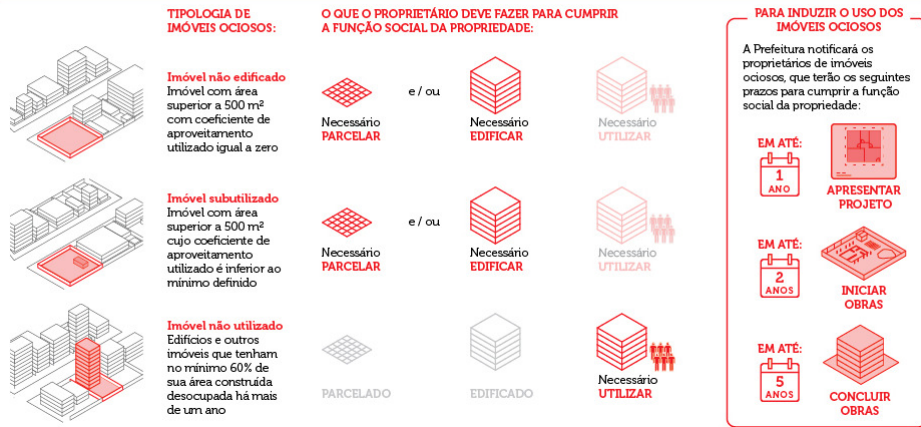 TIPOLOGIA DE
IMÓVEIS OCIOSOS:
O QUE O PROPRIETÁRIO DEVE FAZER PARA CUMPRIR
A FUNÇÃO SOCIAL DA PROPRIEDADE:
Imóvel não edificado
Imóvel com área
superior a 500 m²
com coeficiente de
aproveitamento
utilizado igual a zero
Necessário
PARCELAR
e / ou
Necessário
EDIFICAR
Necessário
UTILIZAR
Imóvel subutilizado
Imóvel com área
superior a 500 m²
cujo coeficiente de
aproveitamento
utilizado é inferior ao
mínimo definido
Necessário
PARCELAR
e / ou
Necessário
EDIFICAR
Necessário
UTILIZAR
Imóvel não utilizado
Edifícios e outros
imóveis que tenham
no mínimo 60% de
sua área construída
desocupada há mais
de um ano
PARCELADO
EDIFICADO
Necessário
UTILIZAR
PARA INDUZIR O USO DOS
IMÓVEIS OCIOSOS
A Prefeitura notificará os
proprietários de imóveis
ociosos, que terão os seguintes
prazos para cumprir a função
social da propriedade:
EM ATÉ:
1
ANO
APRESENTAR
PROJETO
EM ATÉ:
2
ANOS
INICIAR
OBRAS
EM ATÉ:
5
ANOS
CONCLUIR
OBRAS